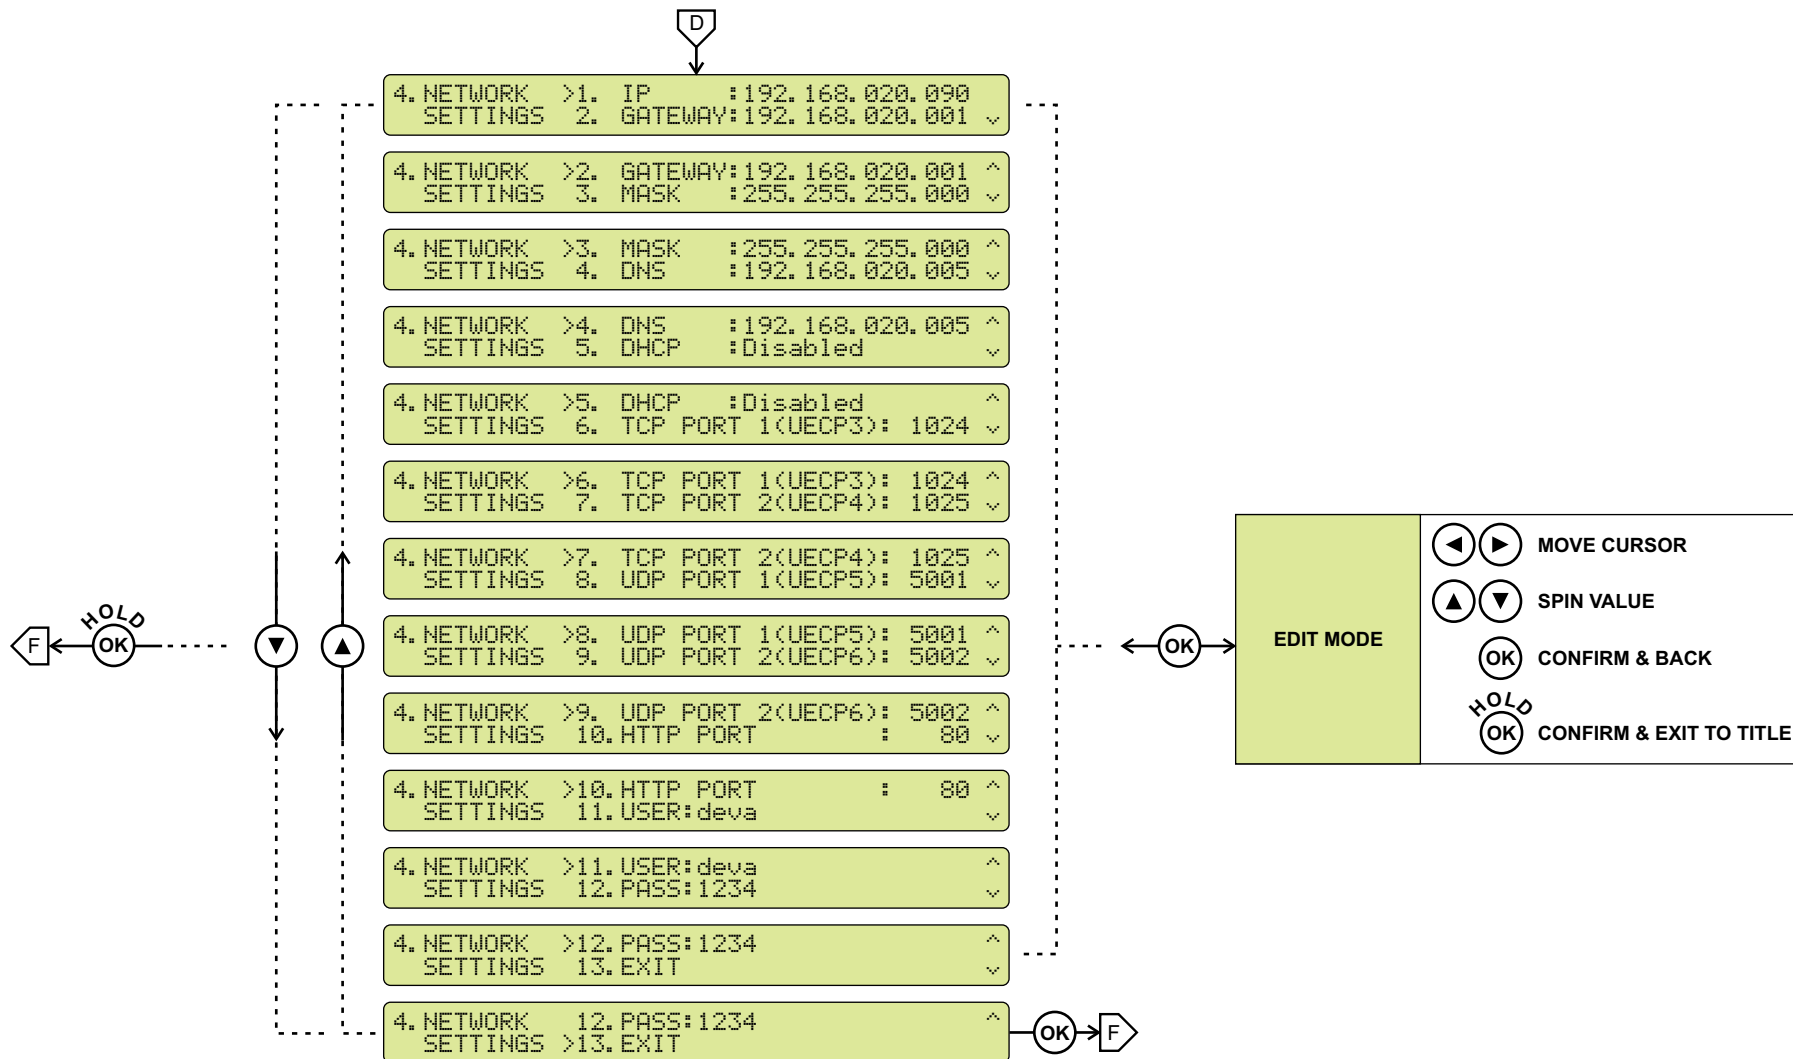 D
4. NETWORK >1. IP :192.168.020.090
SETTINGS 2. GATEWAY:192.168.020.001
4. NETWORK >2. GATEWAY:192.168.020.001 ^
SETTINGS 3. MASK :255.255.255.000
4. NETWORK >3. MASK :255.255.255.000 ^
SETTINGS 4. DNS :192.168.020.005
4. NETWORK >4. DNS :192.168.020.005 ^
SETTINGS 5. DHCP :Disabled
4. NETWORK >5. DHCP :Disabled ^
SETTINGS 6. TCP PORT 1(UECP3): 1024
4. NETWORK >6. TCP PORT 1(UECP3): 1024 ^
SETTINGS 7. TCP PORT 2(UECP4): 1025
4. NETWORK >7. TCP PORT 2(UECP4): 1025 ^
SETTINGS 8. UDP PORT 1(UECP5): 5001
4. NETWORK >8. UDP PORT 1(UECP5): 5001 ^
SETTINGS 9. UDP PORT 2(UECP6): 5002
4. NETWORK >9. UDP PORT 2(UECP6): 5002 ^
SETTINGS 10. HTTP PORT : 80
4. NETWORK >10. HTTP PORT : 80 ^
SETTINGS 11. USER:deva
4. NETWORK >11. USER:deva ^
SETTINGS 12. PASS:1234
4. NETWORK >12. PASS:1234 ^
SETTINGS 13. EXIT
4. NETWORK 12. PASS:1234 ^
SETTINGS >13. EXIT
OK
F
HOLD
OK
F
OK
EDIT MODE
MOVE CURSOR
SPIN VALUE
OK CONFIRM & BACK
HOLD
OK CONFIRM & EXIT TO TITLE